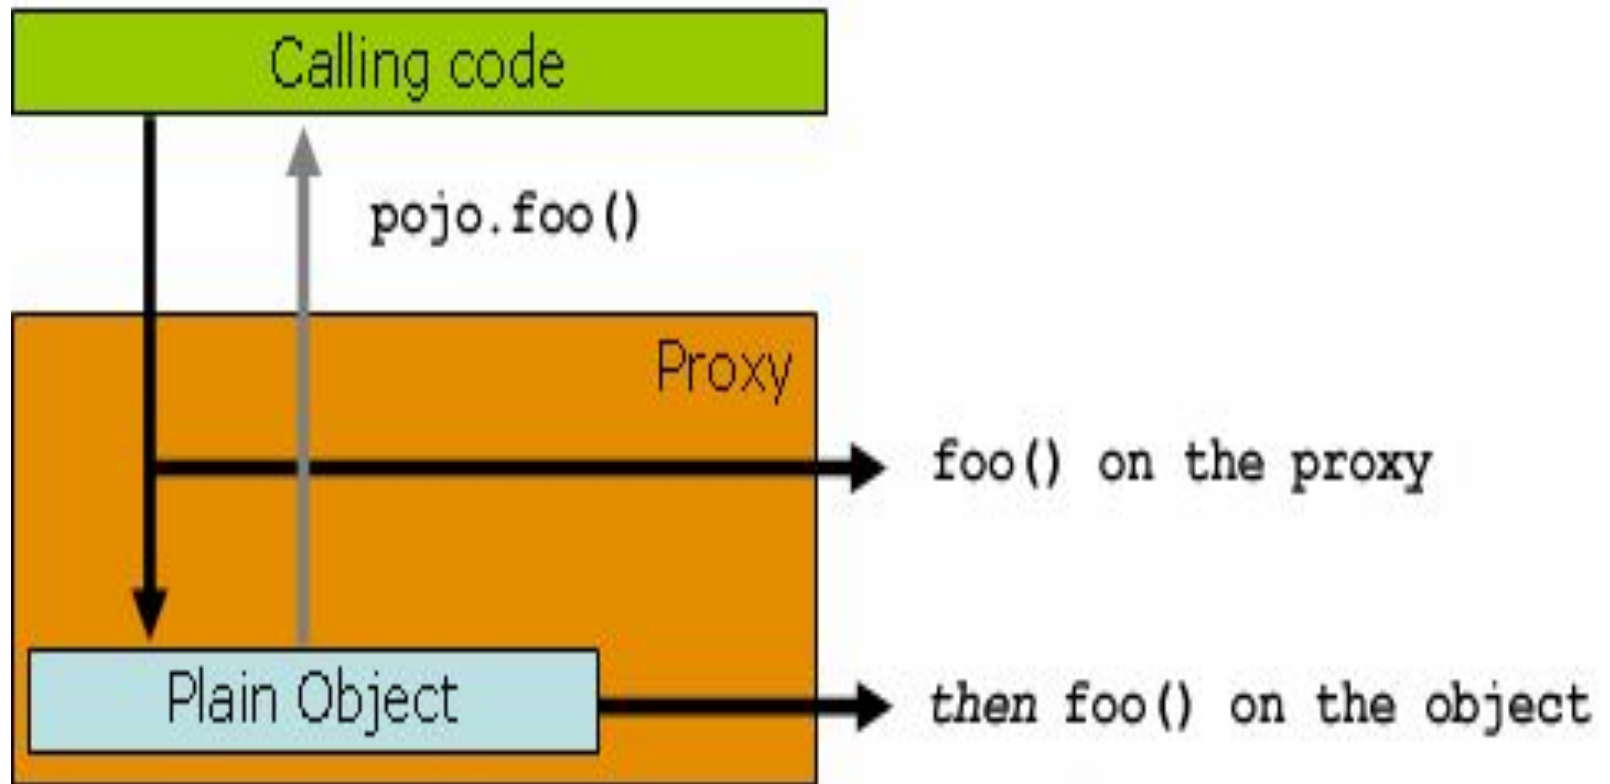 Calling code
pojo.foo()
Proxy
foo() on the proxy
Plain Object
then foo() on the object